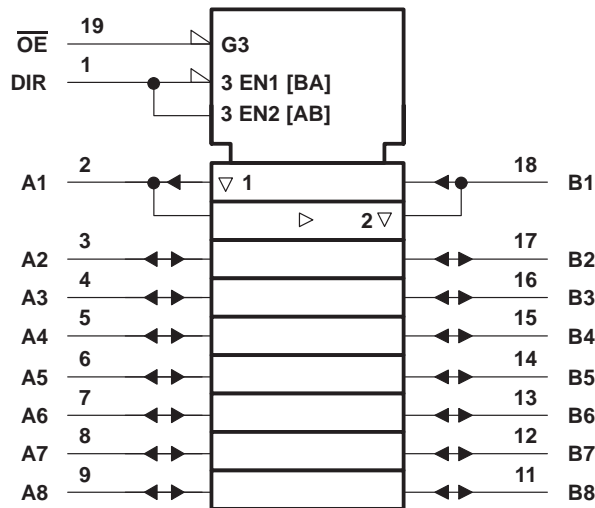 OE 19 G3
DIR 1 3 EN1 [BA]
3 EN2 [AB]
A1 2 ▽ 1 18 B1
▷ 2 ▽
A2 3 17 B2
A3 4 16 B3
A4 5 15 B4
A5 6 14 B5
A6 7 13 B6
A7 8 12 B7
A8 9 11 B8